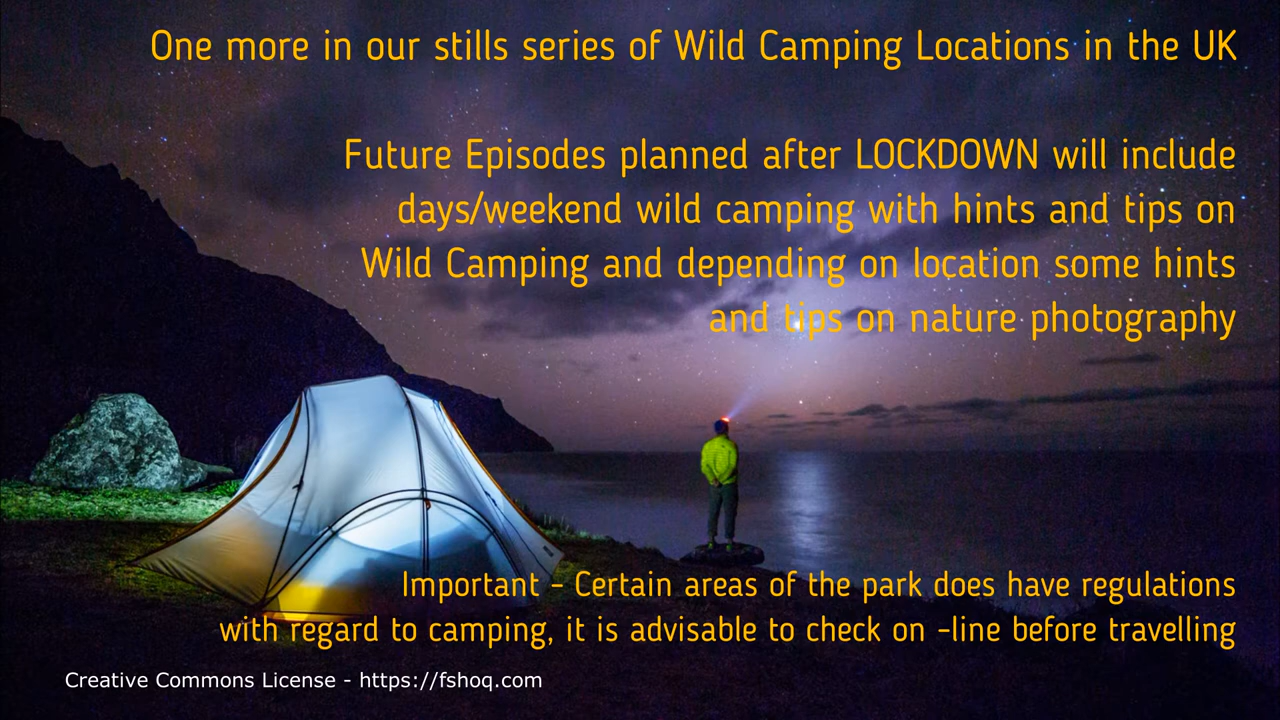 One more in our stills series of Wild Camping Locations in the UK
Future Episodes planned after LOCKDOWN will include
days/weekend wild camping with hints and tips on
Wild Camping and depending on location some hints
and tips on nature photography
Important - Certain areas of the park does have regulations
with regard to camping, it is advisable to check on -line before travelling
Creative Commons License - https://fshoq.com